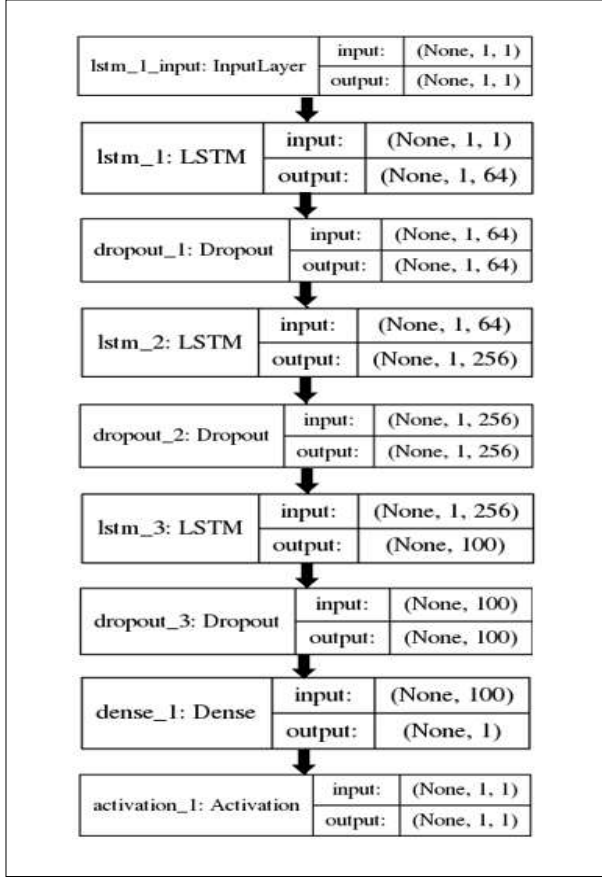 lstm_1_input: InputLayer
input: (None, 1, 1)
output: (None, 1, 1)
lstm_1: LSTM
input: (None, 1, 1)
output: (None, 1, 64)
dropout_1: Dropout
input: (None, 1, 64)
output: (None, 1, 64)
lstm_2: LSTM
input: (None, 1, 64)
output: (None, 1, 256)
dropout_2: Dropout
input: (None, 1, 256)
output: (None, 1, 256)
lstm_3: LSTM
input: (None, 1, 256)
output: (None, 100)
dropout_3: Dropout
input: (None, 100)
output: (None, 100)
dense_1: Dense
input: (None, 100)
output: (None, 1)
activation_1: Activation
input: (None, 1, 1)
output: (None, 1, 1)